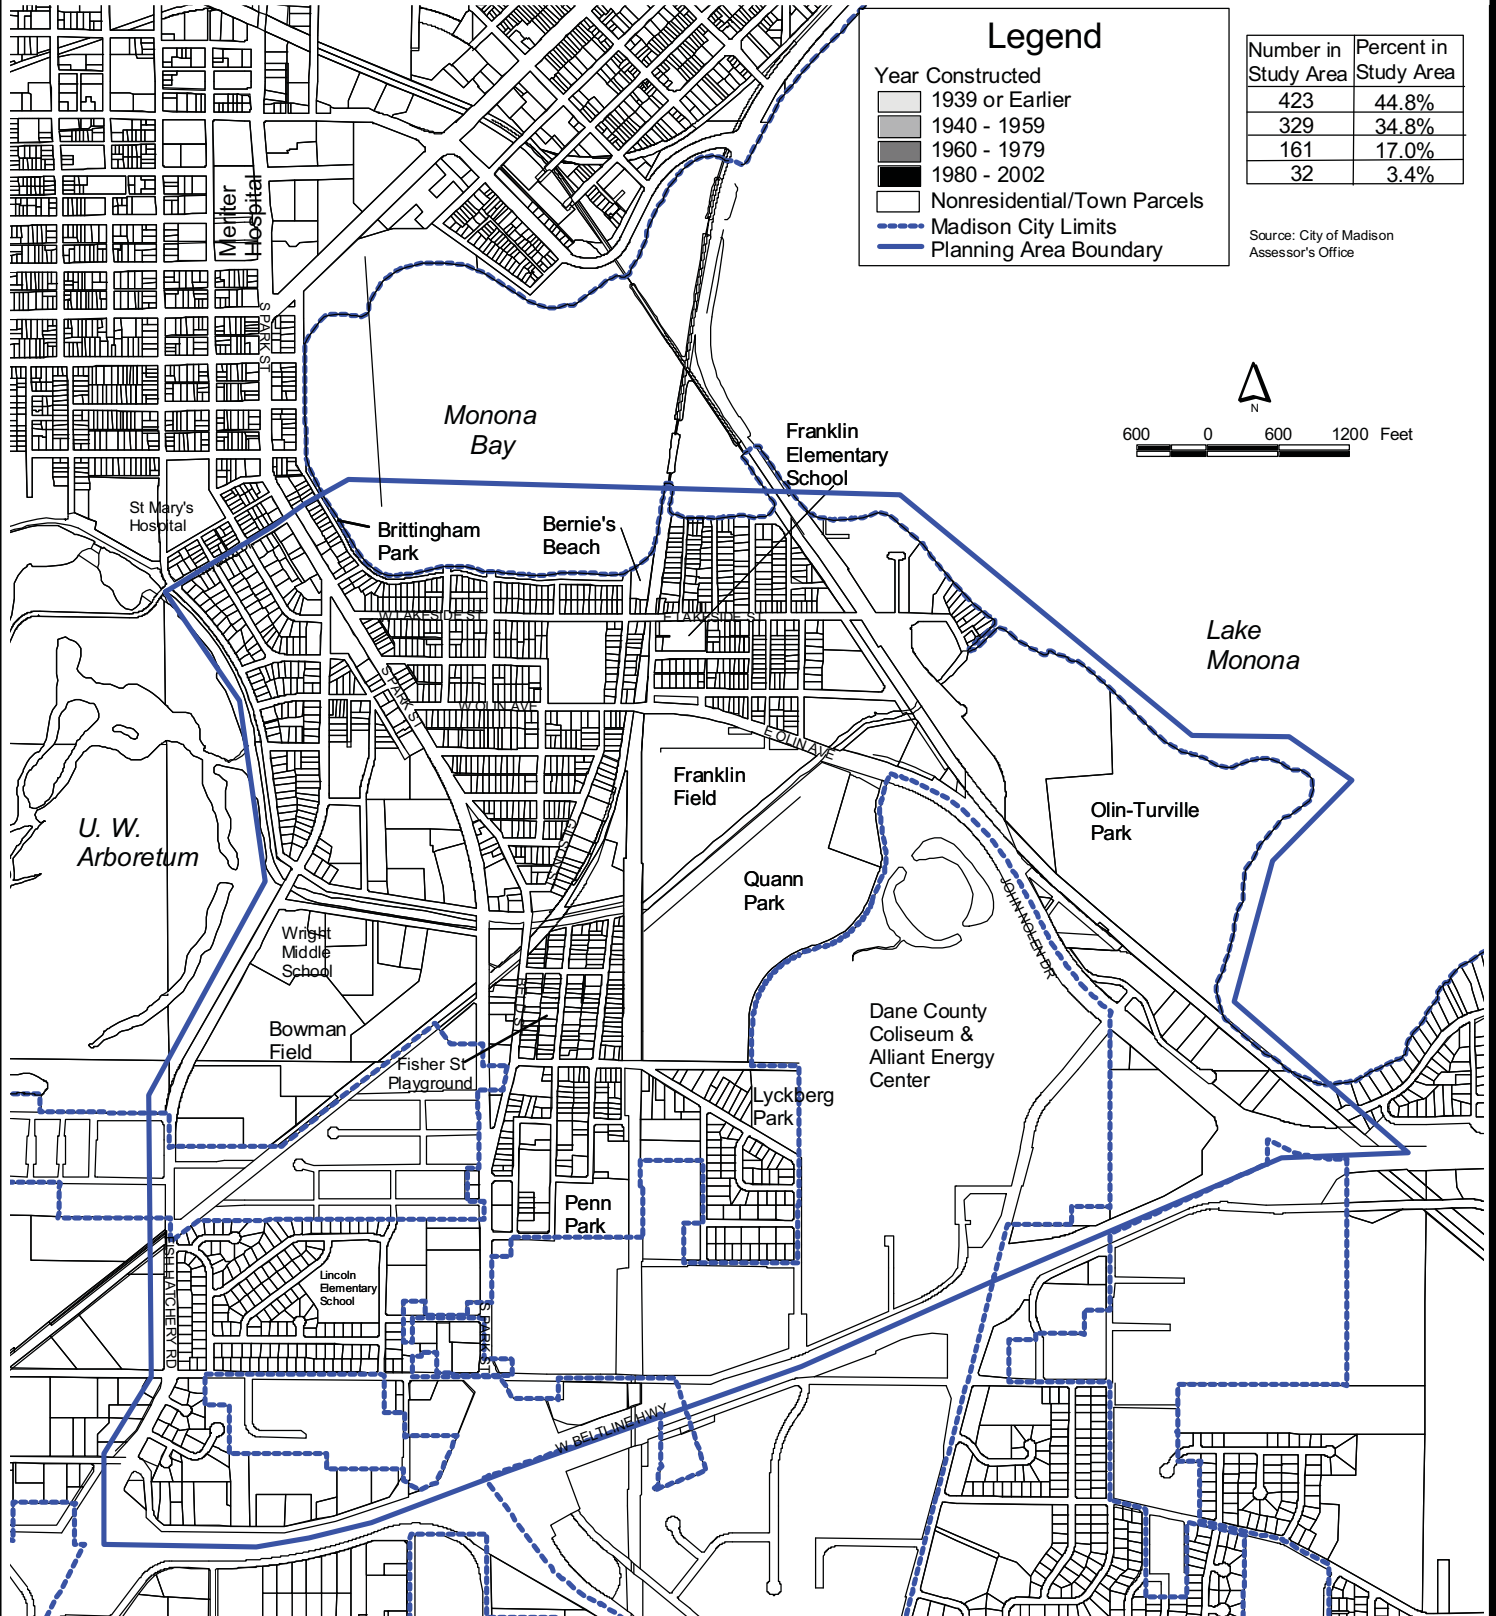 Legend
Year Constructed
1939 or Earlier
1940 - 1959
1960 - 1979
1980 - 2002
Nonresidential/Town Parcels
Madison City Limits
Planning Area Boundary
Number in Study Area
Percent in Study Area
423 44.8%
329 34.8%
161 17.0%
32 3.4%
Source: City of Madison
Assessor's Office
N
600 0 600 1200 Feet
Meriter
Hospital
S PARK ST
Monona
Bay
Franklin
Elementary
School
St Mary's
Hospital
Brittingham
Park
Bernie's
Beach
W LAKESIDE ST
E LAKESIDE ST
Lake
Monona
S PARK ST
W OLIN AVE
E OLIN AVE
Franklin
Field
Olin-Turville
Park
U. W.
Arboretum
Quann
Park
JOHN NOLEN DR
Wright
Middle
School
Bowman
Field
Dane County
Coliseum &
Alliant Energy
Center
Fisher St
Playground
Lyckberg
Park
Penn
Park
FISH HATCHERY RD
Lincoln
Elementary
School
S PARK ST
W BELTLINE HWY